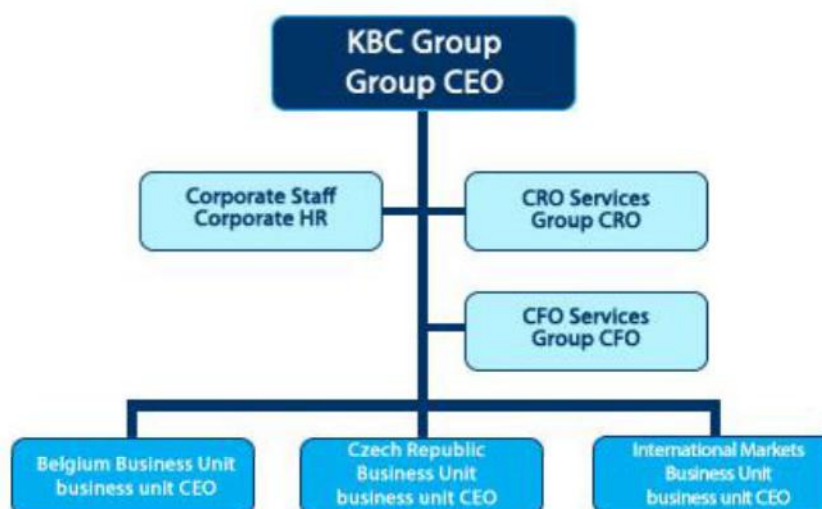 KBC Group
Group CEO
Corporate Staff
Corporate HR
CRO Services
Group CRO
CFO Services
Group CFO
Belgium Business Unit
business unit CEO
Czech Republic
Business Unit
business unit CEO
International Markets
Business Unit
business unit CEO